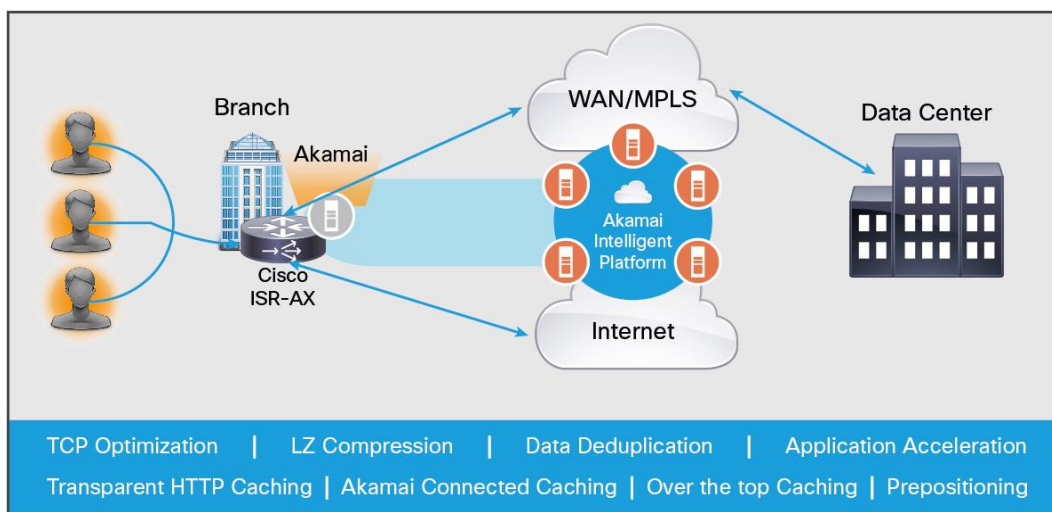 Branch
Akamai
Cisco
ISR-AX
WAN/MPLS
Akamai
Intelligent
Platform
Internet
Data Center
TCP Optimization | LZ Compression | Data Deduplication | Application Acceleration
Transparent HTTP Caching | Akamai Connected Caching | Over the top Caching | Prepositioning